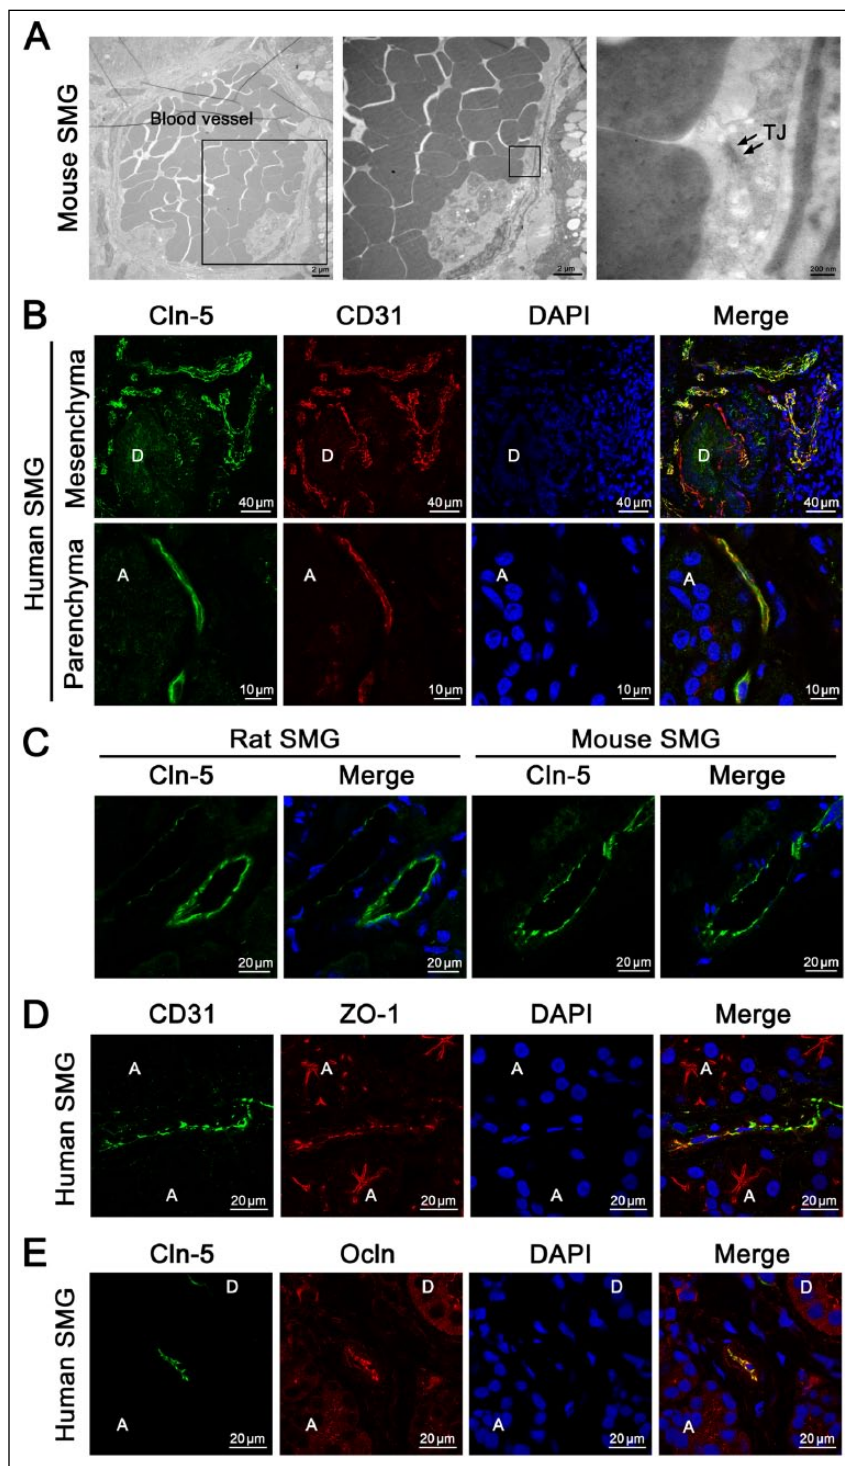 A
Mouse SMG
Blood vessel
2 µm
2 µm
TJ
200 nm
B
Cln-5 CD31 DAPI Merge
Human SMG
Mesenchyma
D D D
40 µm 40 µm 40 µm 40 µm
Parenchyma
A A A A
10 µm 10 µm 10 µm 10 µm
C
Rat SMG Mouse SMG
Cln-5 Merge Cln-5 Merge
20 µm 20 µm 20 µm 20 µm
D
CD31 ZO-1 DAPI Merge
Human SMG
A A A A
A A A A
20 µm 20 µm 20 µm 20 µm
E
Cln-5 Ocln DAPI Merge
Human SMG
D D D D
A A A A
20 µm 20 µm 20 µm 20 µm